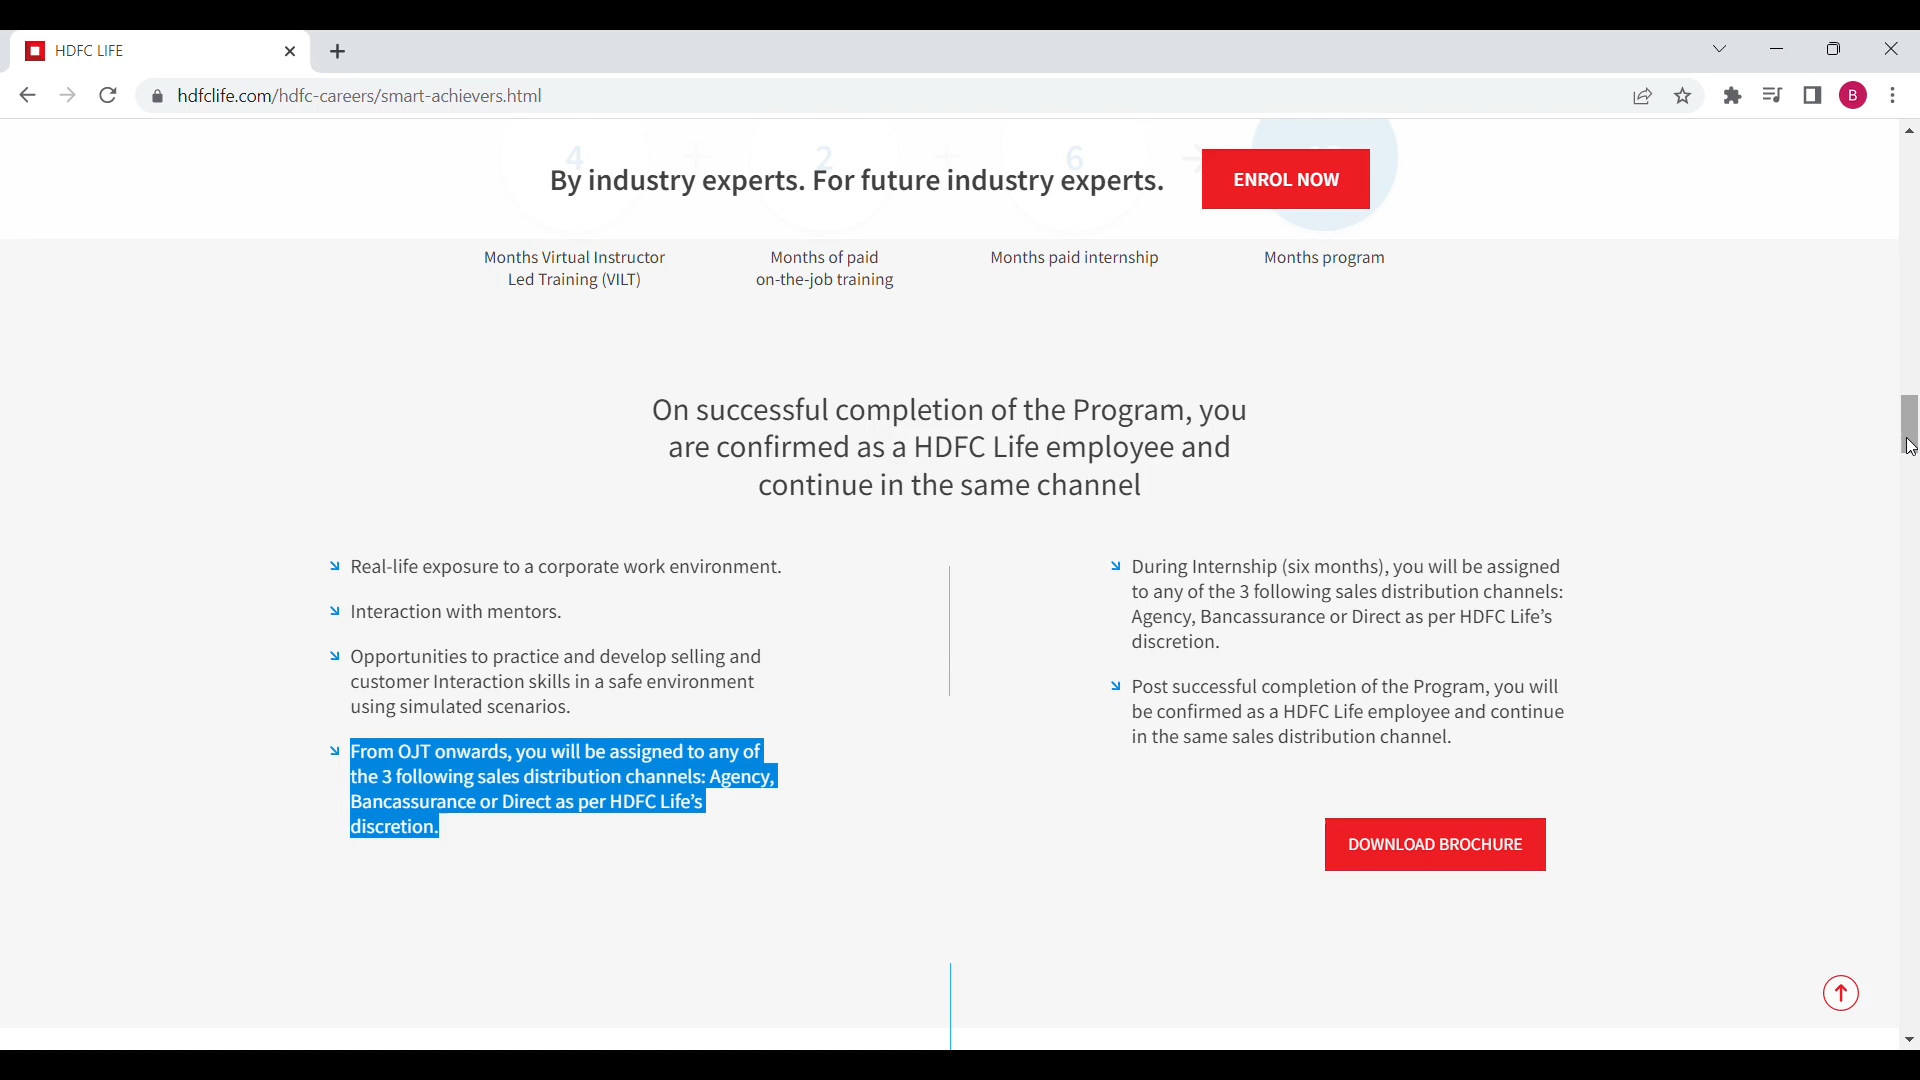 HDFC LIFE
hdfclife.com/hdfc-careers/smart-achievers.html
B
4 + 2 + 6
By industry experts. For future industry experts.
ENROL NOW
Months Virtual Instructor
Led Training (VILT)
Months of paid
on-the-job training
Months paid internship
Months program
On successful completion of the Program, you
are confirmed as a HDFC Life employee and
continue in the same channel
Real-life exposure to a corporate work environment.
Interaction with mentors.
Opportunities to practice and develop selling and
customer Interaction skills in a safe environment
using simulated scenarios.
From OJT onwards, you will be assigned to any of
the 3 following sales distribution channels: Agency,
Bancassurance or Direct as per HDFC Life's
discretion.
During Internship (six months), you will be assigned
to any of the 3 following sales distribution channels:
Agency, Bancassurance or Direct as per HDFC Life's
discretion.
Post successful completion of the Program, you will
be confirmed as a HDFC Life employee and continue
in the same sales distribution channel.
DOWNLOAD BROCHURE